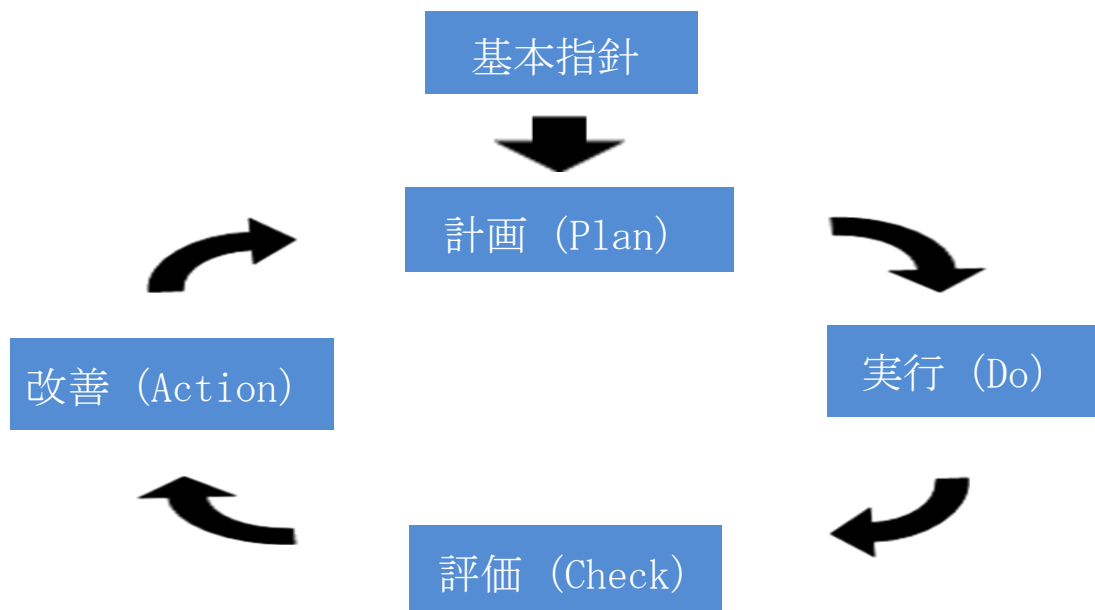 基本指針
計画 (Plan)
実行 (Do)
改善 (Action)
評価 (Check)